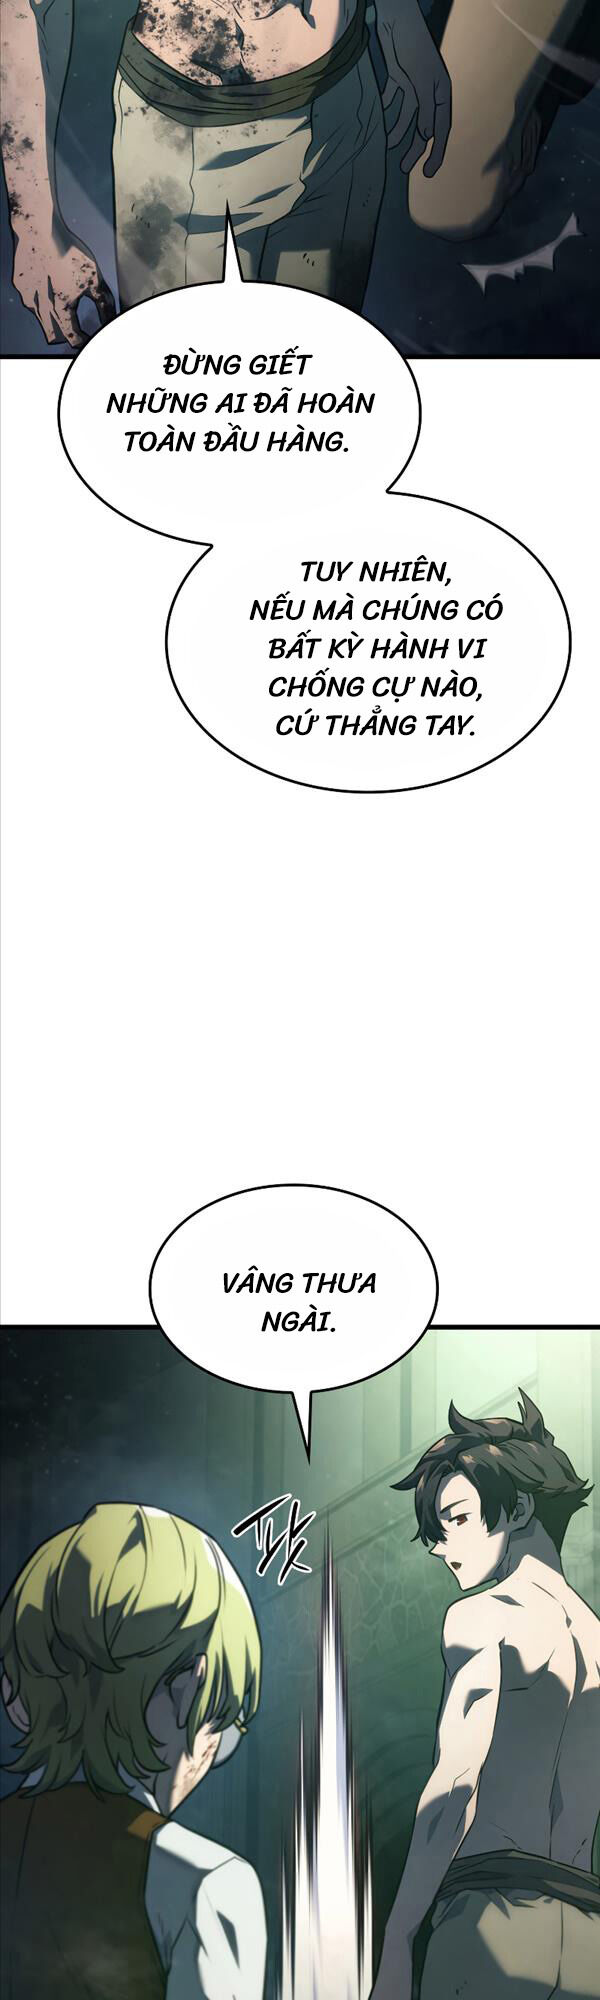 ĐỪNG GIẾT
NHỮNG AI ĐÃ HOÀN
TOÀN ĐẦU HÀNG.
TUY NHIÊN,
NẾU MÀ CHÚNG CÓ
BẤT KỲ HÀNH VI
CHỐNG CỰ NÀO,
CỨ THẲNG TAY.
VÂNG THƯA
NGÀI.